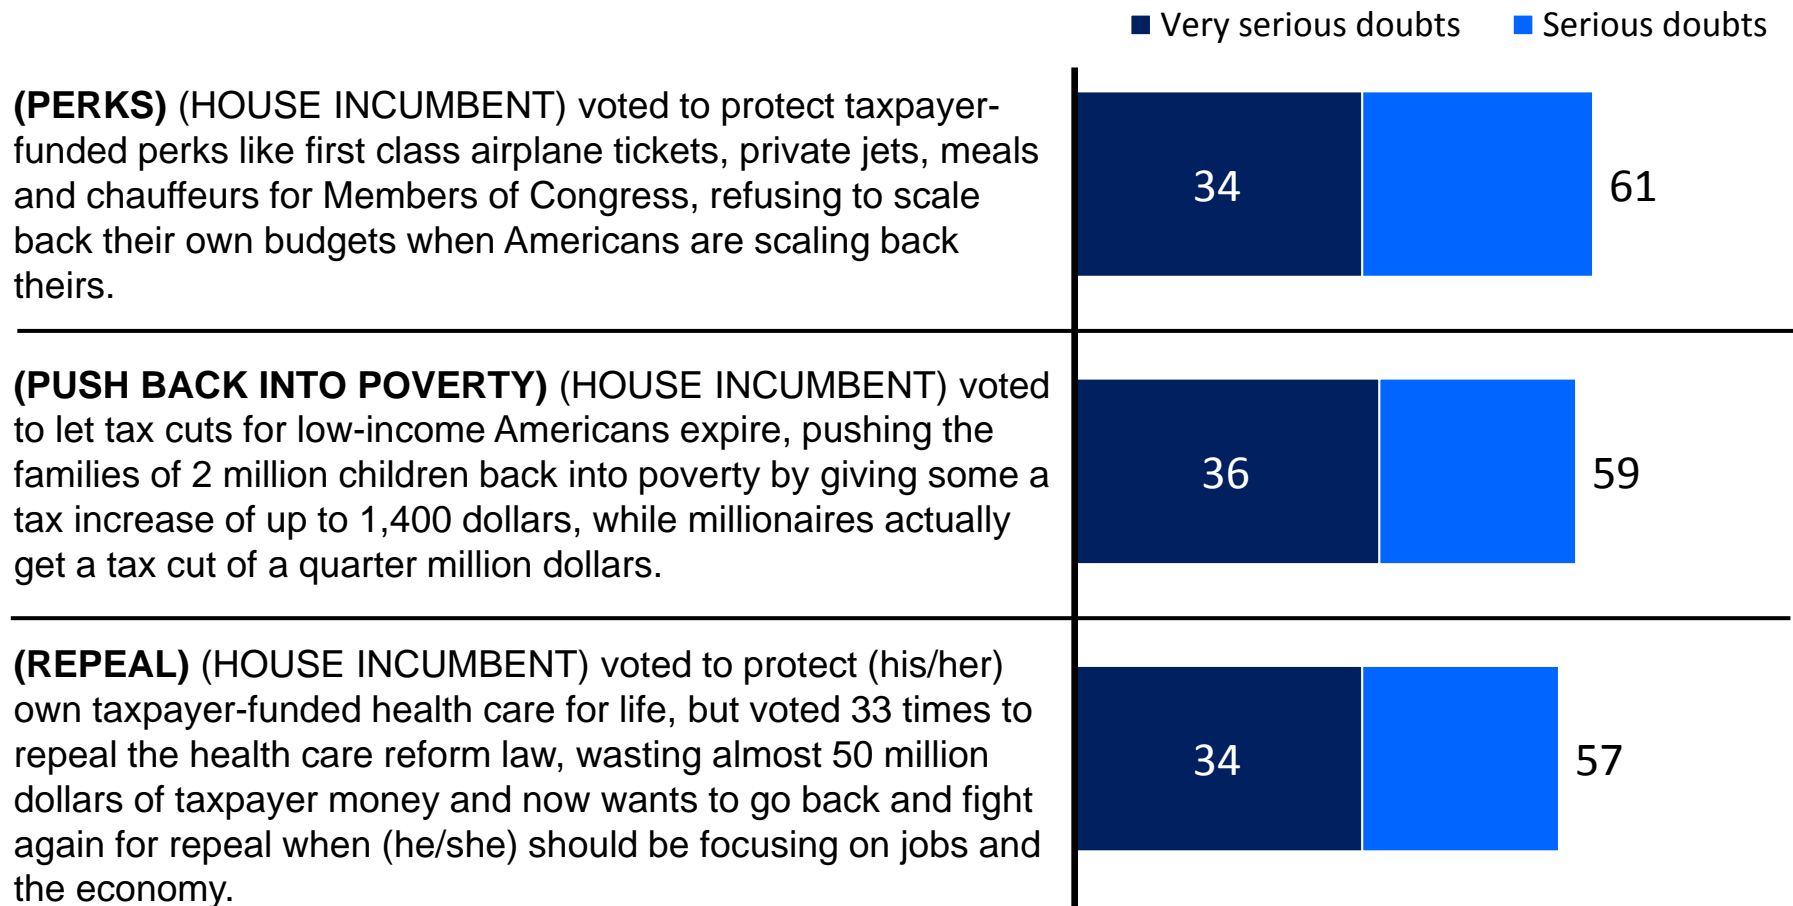 Very serious doubts Serious doubts
(PERKS) (HOUSE INCUMBENT) voted to protect taxpayer-
funded perks like first class airplane tickets, private jets, meals
and chauffeurs for Members of Congress, refusing to scale
back their own budgets when Americans are scaling back
theirs.
34 61
(PUSH BACK INTO POVERTY) (HOUSE INCUMBENT) voted
to let tax cuts for low-income Americans expire, pushing the
families of 2 million children back into poverty by giving some a
tax increase of up to 1,400 dollars, while millionaires actually
get a tax cut of a quarter million dollars.
36 59
(REPEAL) (HOUSE INCUMBENT) voted to protect (his/her)
own taxpayer-funded health care for life, but voted 33 times to
repeal the health care reform law, wasting almost 50 million
dollars of taxpayer money and now wants to go back and fight
again for repeal when (he/she) should be focusing on jobs and
the economy.
34 57